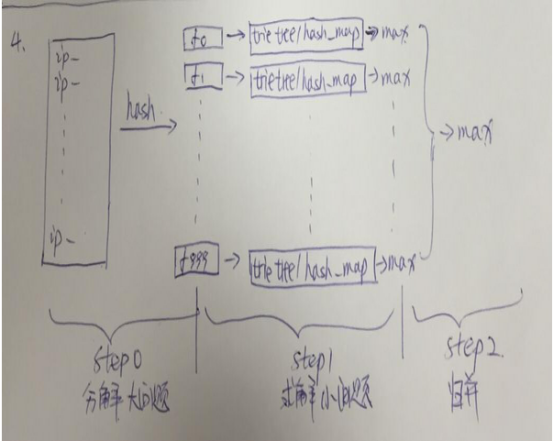 4.
ip- f0 trie tree/hash_map max
ip- f1 trie tree/hash_map max
hash
max
ip- f999 trie tree/hash_map max
step0 step1 step2.
分解大问题 求解小问题 归并